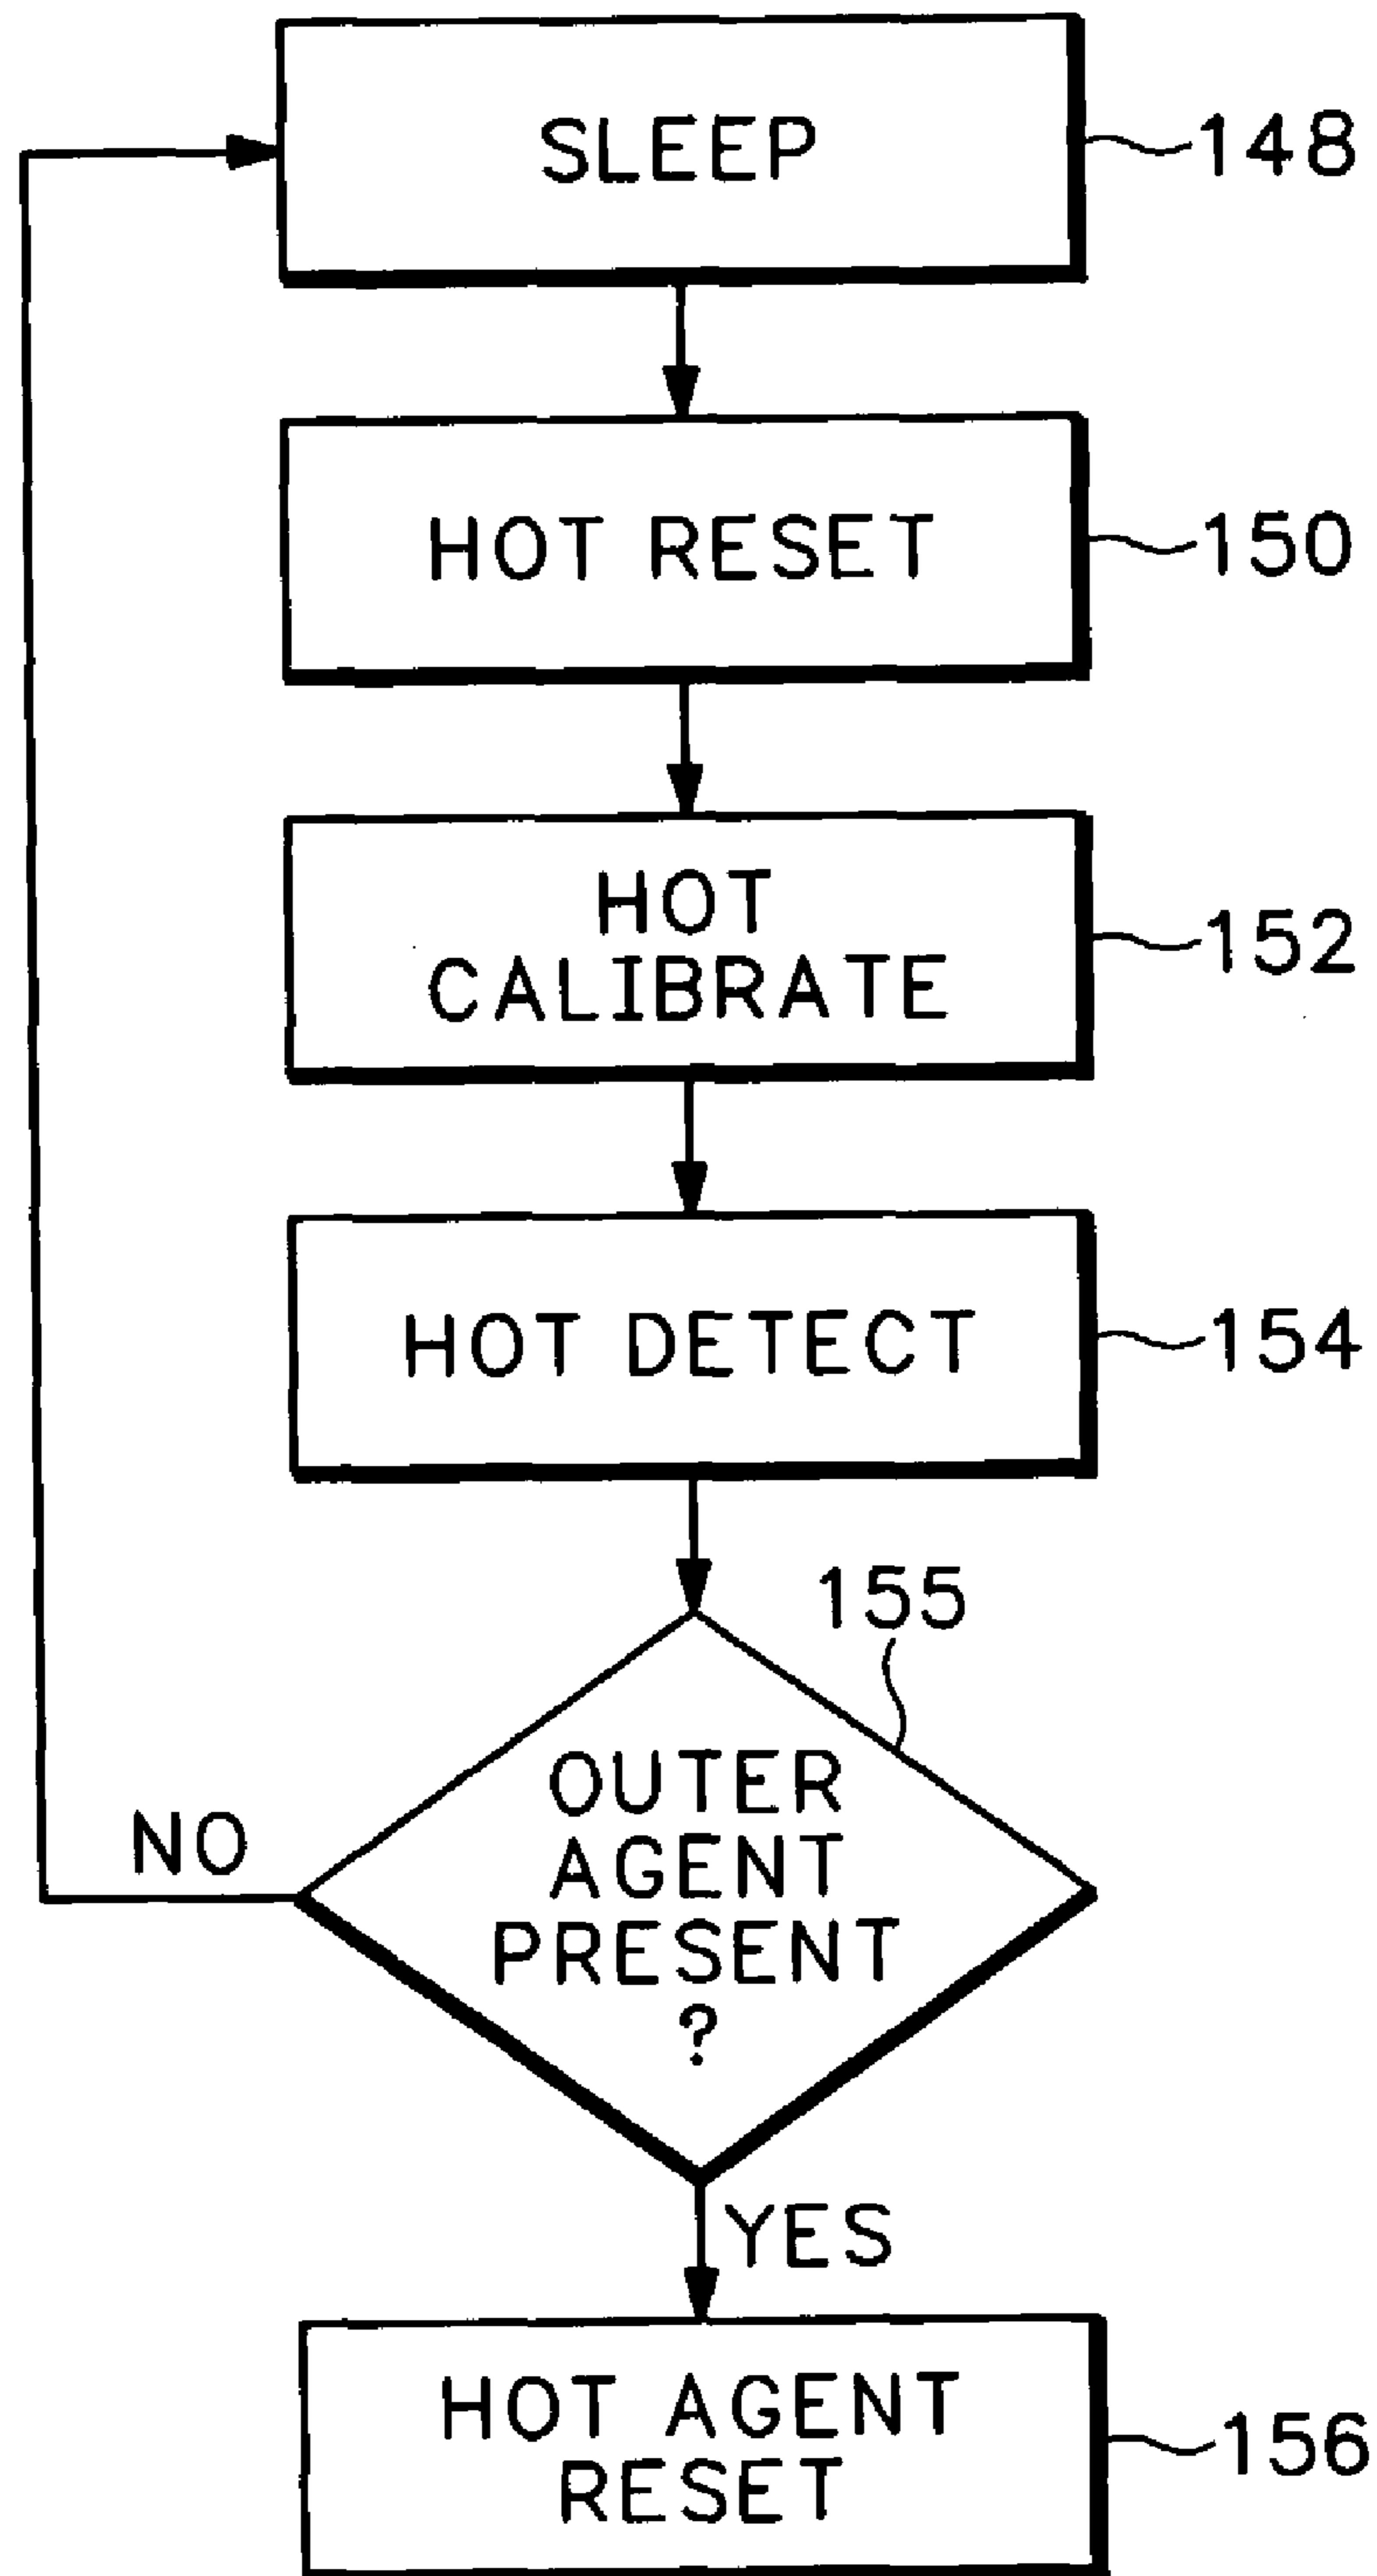 SLEEP
148
HOT RESET
150
HOT
CALIBRATE
152
HOT DETECT
154
155
OUTER
AGENT
PRESENT
?
NO
YES
HOT AGENT
RESET
156